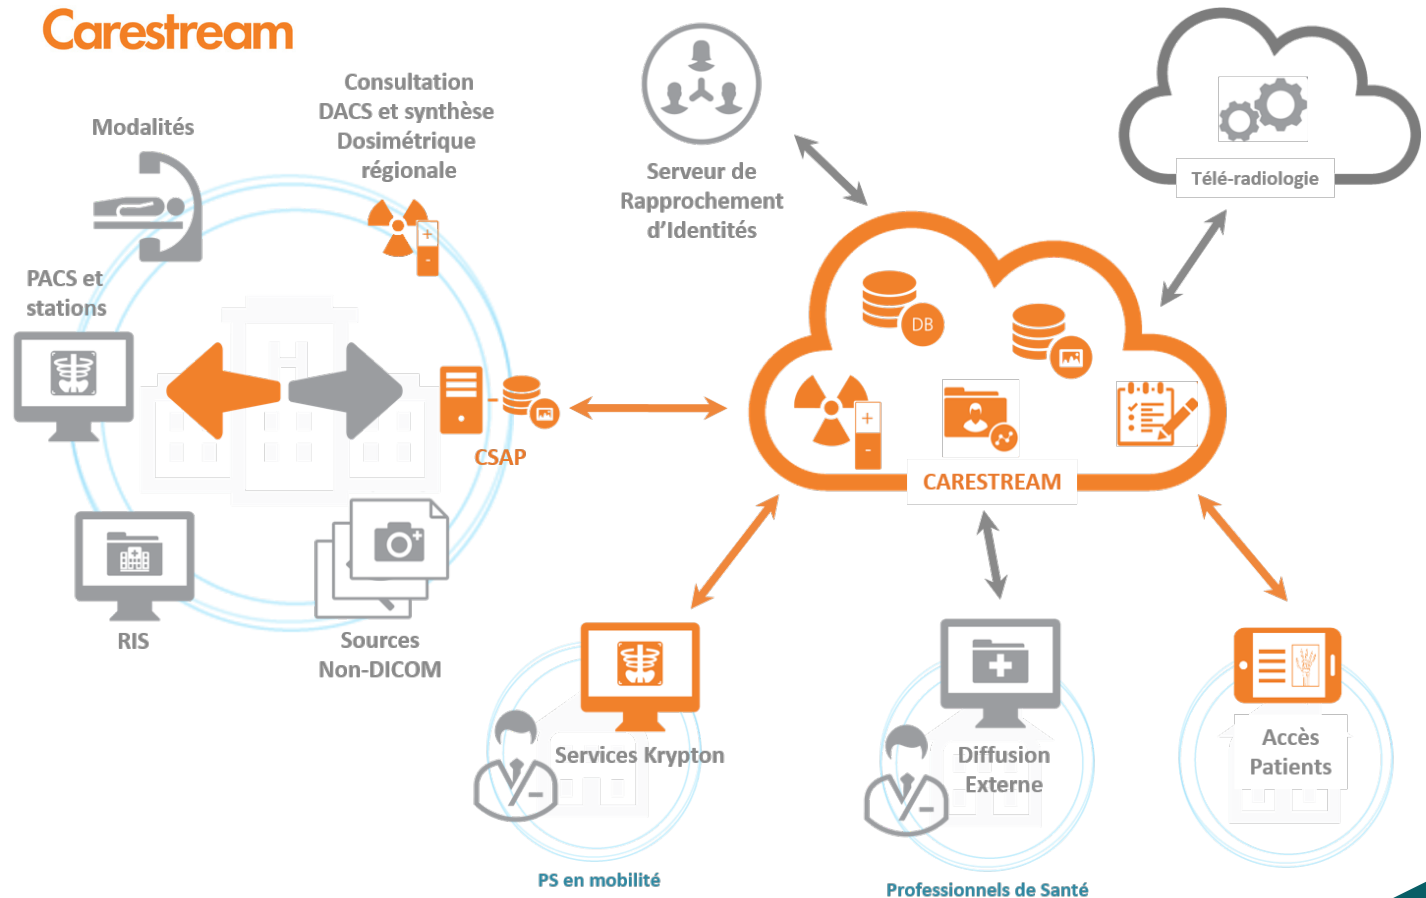 Carestream
Consultation
DACS et synthèse
Dosimétrique
régionale
Modalités
PACS et
stations
CSAP
RIS
Sources
Non-DICOM
Serveur de
Rapprochement
d'Identités
Télé-radiologie
DB
+
-
CARESTREAM
+
-
Services Krypton
PS en mobilité
Diffusion
Externe
Professionnels de Santé
Accès
Patients